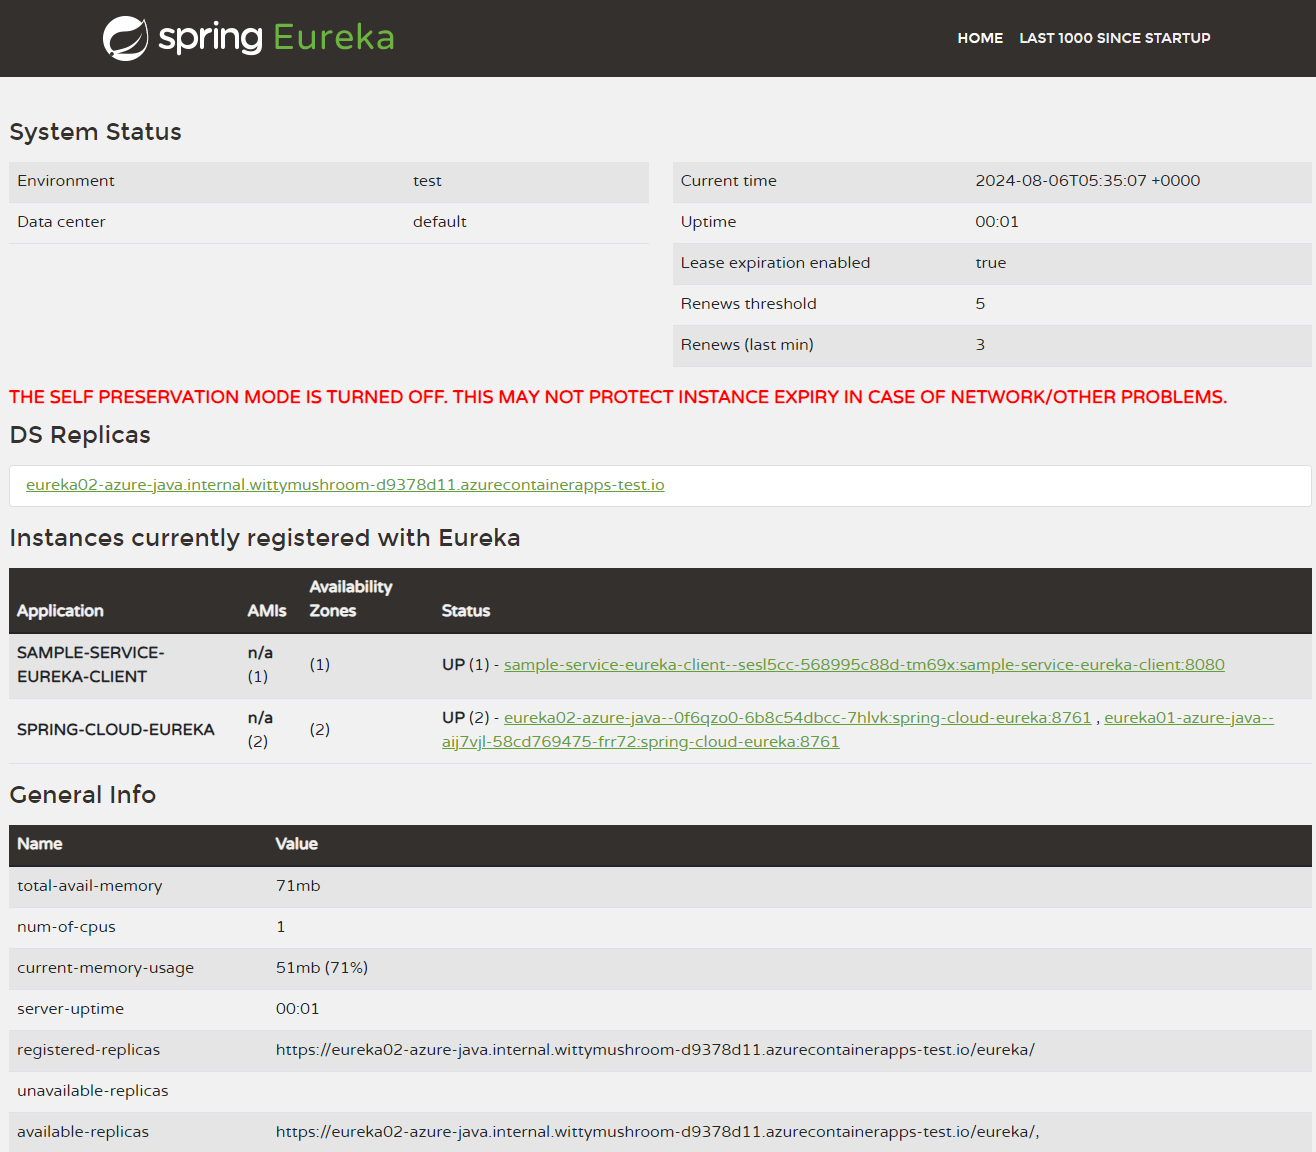 spring Eureka
HOME LAST 1000 SINCE STARTUP
System Status
Environment test
Data center default
Current time 2024-08-06T05:35:07 +0000
Uptime 00:01
Lease expiration enabled true
Renews threshold 5
Renews (last min) 3
THE SELF PRESERVATION MODE IS TURNED OFF. THIS MAY NOT PROTECT INSTANCE EXPIRY IN CASE OF NETWORK/OTHER PROBLEMS.
DS Replicas
eureka02-azure-java.internal.wittymushroom-d9378d11.azurecontainerapps-test.io
Instances currently registered with Eureka
Application AMIs Availability Zones Status
SAMPLE-SERVICE-
EUREKA-CLIENT
n/a
(1)
(1)
UP (1) - sample-service-eureka-client--sesl5cc-568995c88d-tm69x:sample-service-eureka-client:8080
SPRING-CLOUD-EUREKA
n/a
(2)
(2)
UP (2) - eureka02-azure-java--0f6qzo0-6b8c54dbcc-7hlvk:spring-cloud-eureka:8761 , eureka01-azure-java--
aij7vjl-58cd769475-frr72:spring-cloud-eureka:8761
General Info
Name Value
total-avail-memory 71mb
num-of-cpus 1
current-memory-usage 51mb (71%)
server-uptime 00:01
registered-replicas https://eureka02-azure-java.internal.wittymushroom-d9378d11.azurecontainerapps-test.io/eureka/
unavailable-replicas
available-replicas https://eureka02-azure-java.internal.wittymushroom-d9378d11.azurecontainerapps-test.io/eureka/,